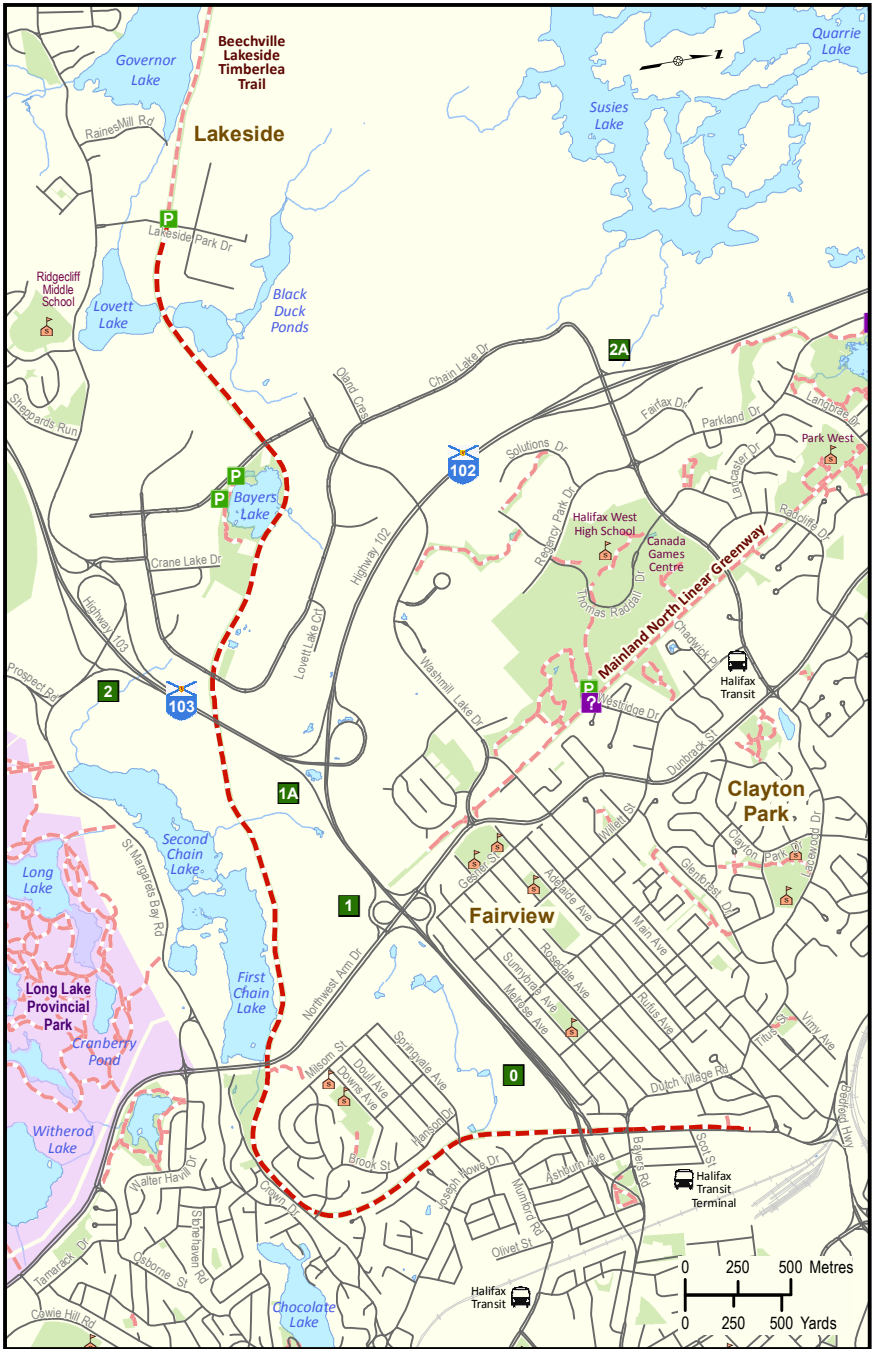 Governor
Lake
Beechville
Lakeside
Timberlea
Trail
Quarrie
Lake
Z
Susies
Lake
RainesMill Rd
Lakeside
P
Lakeside Park Dr
Ridgecliff
Middle
School
S
Lovett
Lake
Black
Duck
Ponds
2A
Chain Lake Dr
Oland Cres
Sheppards Run
Fairfax Dr
Parkland Dr
Langbrae Dr
Park West
S
102
Solutions Dr
Lancaster Dr
P
P
Bayers
Lake
Radcliffe Dr
Regency Park Dr
Halifax West
High School
S
Canada
Games
Centre
Highway 102
Crane Lake Dr
Thomas Raddall Dr
Mainland North Linear Greenway
Highway 103
Lovett Lake Crt
Chadwick Pl
Halifax
Transit
Washmill Lake Dr
Prospect Rd
2
103
P
?
Westridge Dr
Dunbrack St
1A
Clayton
Park
Willett St
Second
Chain
Lake
St Margarets Bay Rd
Clayton Park Dr
S
Lacewood Dr
Long
Lake
Gesner St
S
S
S
Adelaide Ave
Glenforest Dr
S
1
Fairview
Main Ave
Northwest Arm Dr
Rosedale Ave
Sunnybrae Ave
Melrose Ave
Rufus Ave
First
Chain
Lake
Long Lake
Provincial
Park
Cranberry
Pond
S
Titus St
Vimy Ave
Milsom St
Springvale Ave
Doull Ave
Downs Ave
S
S
0
Dutch Village Rd
Bedford Hwy
Witherod
Lake
Hanson Dr
Brook St
Joseph Howe Dr
Ashburn Ave
Bayers Rd
Scot St
Walter Havill Dr
Crown Dr
Mumford Rd
Halifax
Transit
Terminal
Stonehaven Rd
Tamarack Dr
Osborne St
Olivet St
0 250 500 Metres
0 250 500 Yards
Halifax
Transit
Chocolate
Lake
Cowie Hill Rd
S